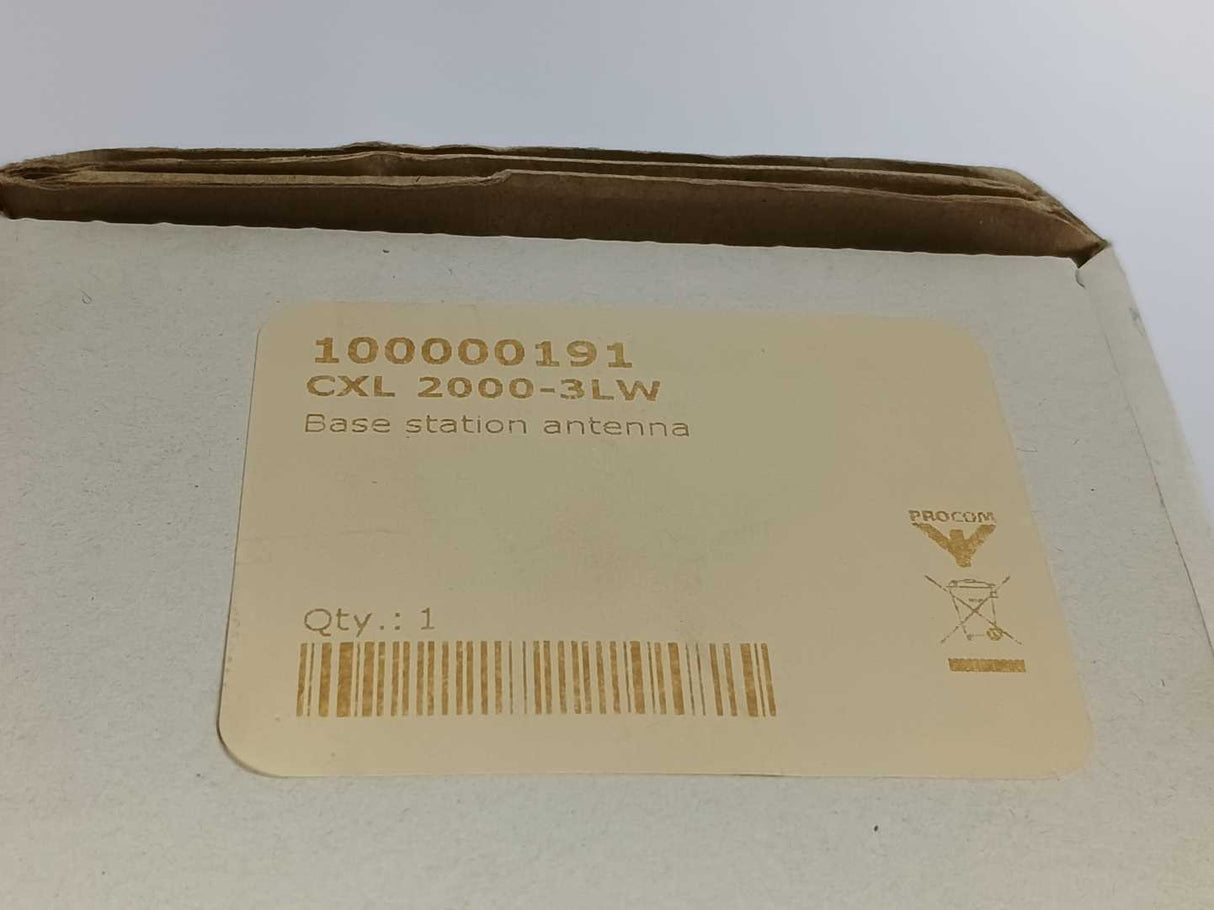 100000191
CXL 2000-3LW
Base station antenna
PROCOM
Qty.: 1